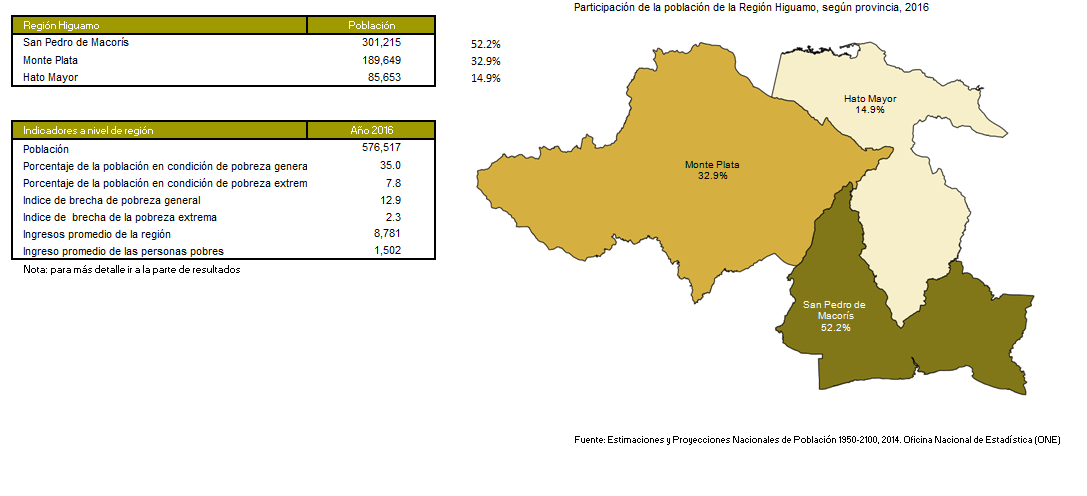 Participación de la población de la Región Higuamo, según provincia, 2016
Región Higuamo Población
San Pedro de Macorís 301,215 52.2%
Monte Plata 189,649 32.9%
Hato Mayor 85,653 14.9%
Indicadores a nivel de región Año 2016
Población 576,517
Porcentaje de la población en condición de pobreza genera 35.0
Porcentaje de la población en condición de pobreza extrem 7.8
Indice de brecha de pobreza general 12.9
Indice de brecha de la pobreza extrema 2.3
Ingresos promedio de la región 8,781
Ingreso promedio de las personas pobres 1,502
Nota: para más detalle ir a la parte de resultados
Hato Mayor
14.9%
Monte Plata
32.9%
San Pedro de
Macorís
52.2%
Fuente: Estimaciones y Proyecciones Nacionales de Población 1950-2100, 2014. Oficina Nacional de Estadística (ONE)